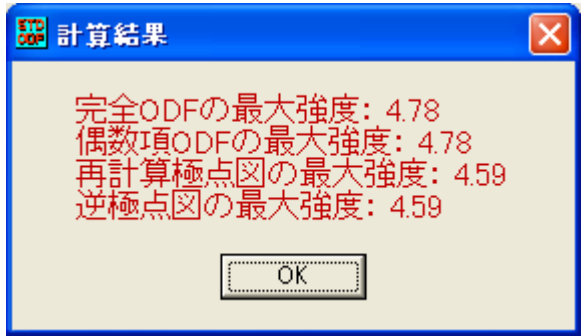 STD
ODF
計算結果
完全ODFの最大強度: 4.78
偶数項ODFの最大強度: 4.78
再計算極点図の最大強度: 4.59
逆極点図の最大強度: 4.59
OK